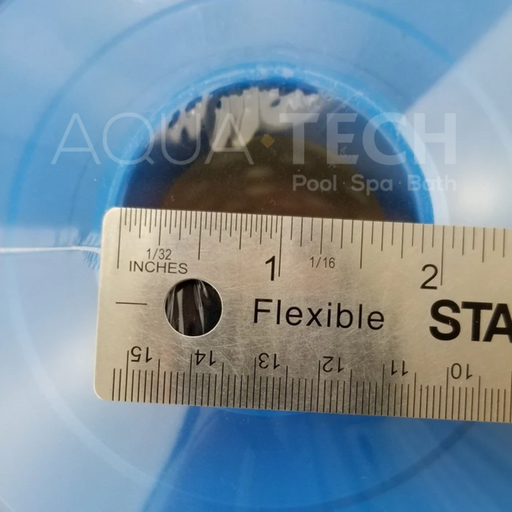 AQUA TECH
Pool Spa Bath
1/32
INCHES
1
1/16
2
Flexible
STA
15 14 13 12 11 10